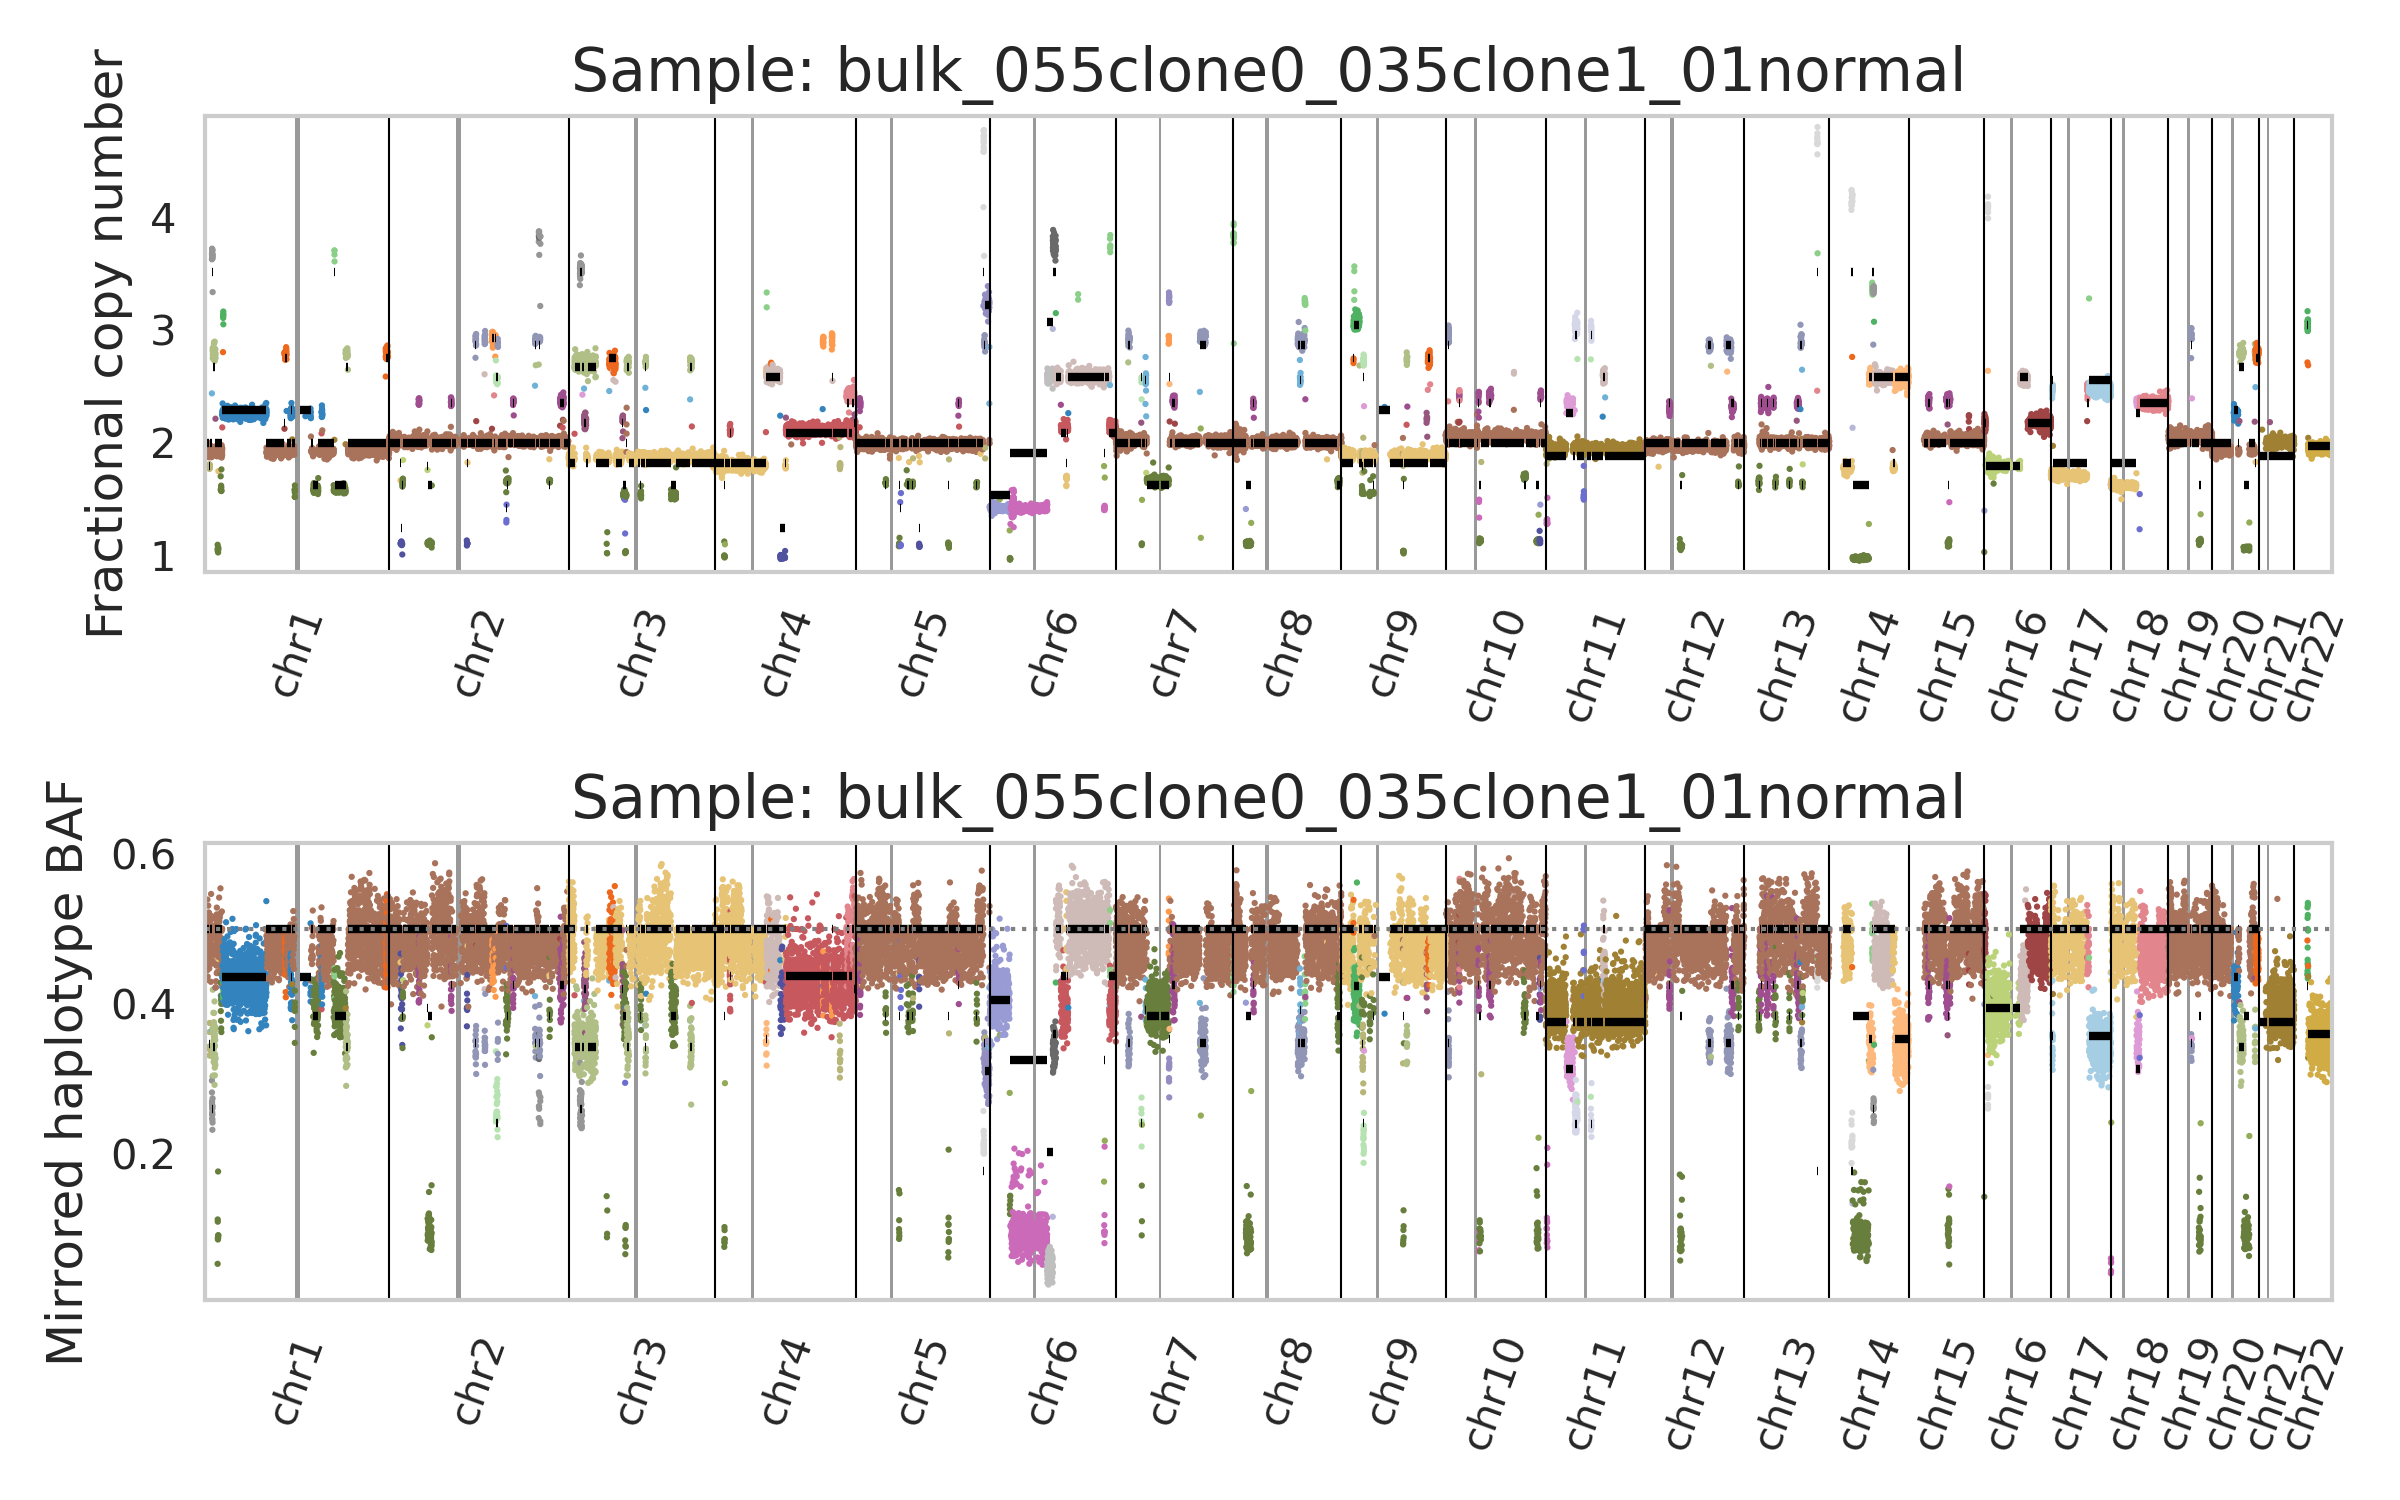 Sample: bulk_055clone0_035clone1_01normal
Fractional copy number
4
3
2
1
chr1 chr2 chr3 chr4 chr5 chr6 chr7 chr8 chr9 chr10 chr11 chr12 chr13 chr14 chr15 chr16 chr17 chr18 chr19 chr20 chr21 chr22
Sample: bulk_055clone0_035clone1_01normal
Mirrored haplotype BAF
0.6
0.4
0.2
chr1 chr2 chr3 chr4 chr5 chr6 chr7 chr8 chr9 chr10 chr11 chr12 chr13 chr14 chr15 chr16 chr17 chr18 chr19 chr20 chr21 chr22